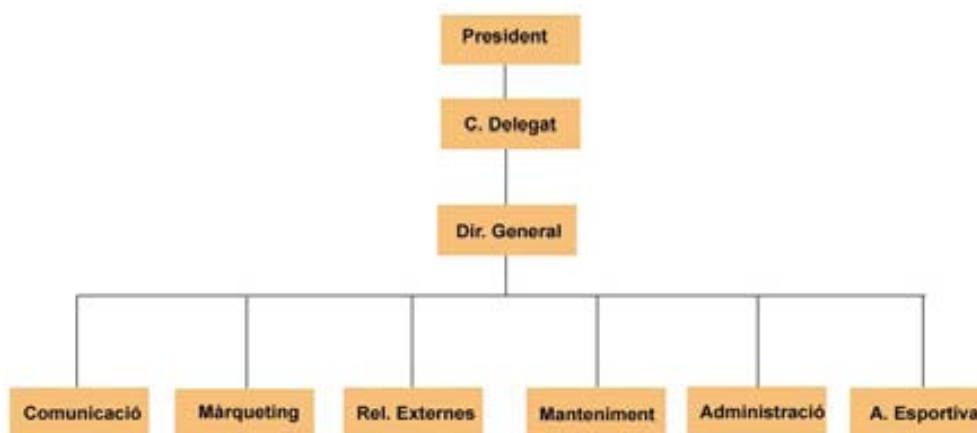 President
C. Delegat
Dir. General
Comunicació
Màrqueting
Rel. Externes
Manteniment
Administració
A. Esportiva